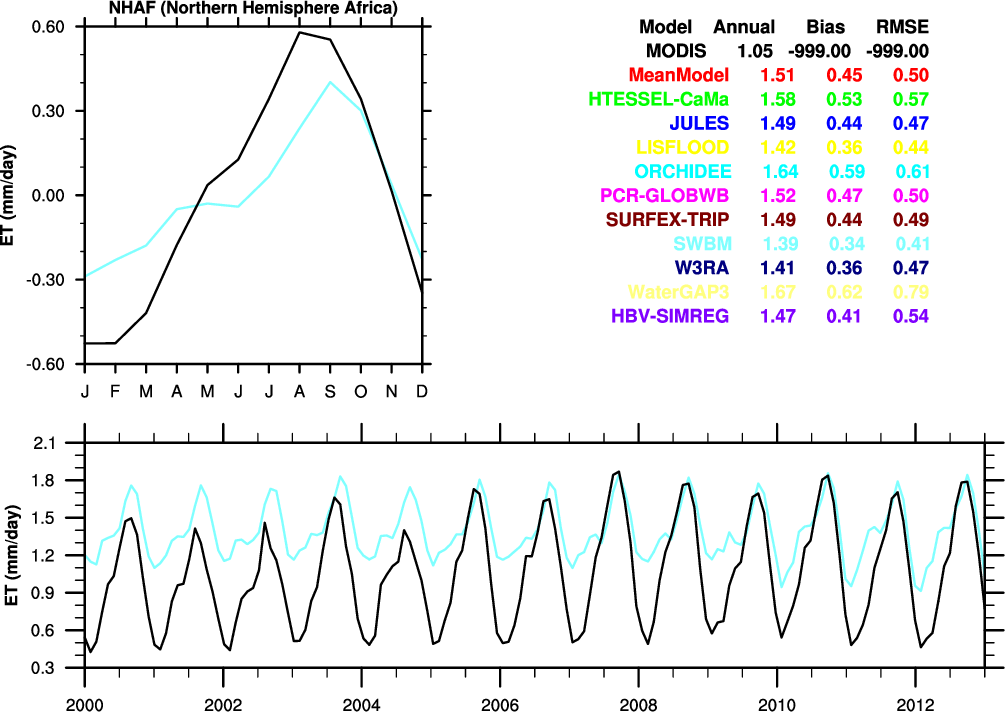 NHAF (Northern Hemisphere Africa)
0.60
0.30
0.00
-0.30
-0.60
ET (mm/day)
J F M A M J J A S O N D
Model Annual Bias RMSE
MODIS 1.05 -999.00 -999.00
MeanModel 1.51 0.45 0.50
HTESSEL-CaMa 1.58 0.53 0.57
JULES 1.49 0.44 0.47
LISFLOOD 1.42 0.36 0.44
ORCHIDEE 1.64 0.59 0.61
PCR-GLOBWB 1.52 0.47 0.50
SURFEX-TRIP 1.49 0.44 0.49
SWBM 1.39 0.34 0.41
W3RA 1.41 0.36 0.47
WaterGAP3 1.67 0.62 0.79
HBV-SIMREG 1.47 0.41 0.54
2.1
1.8
1.5
1.2
0.9
0.6
0.3
ET (mm/day)
2000 2002 2004 2006 2008 2010 2012